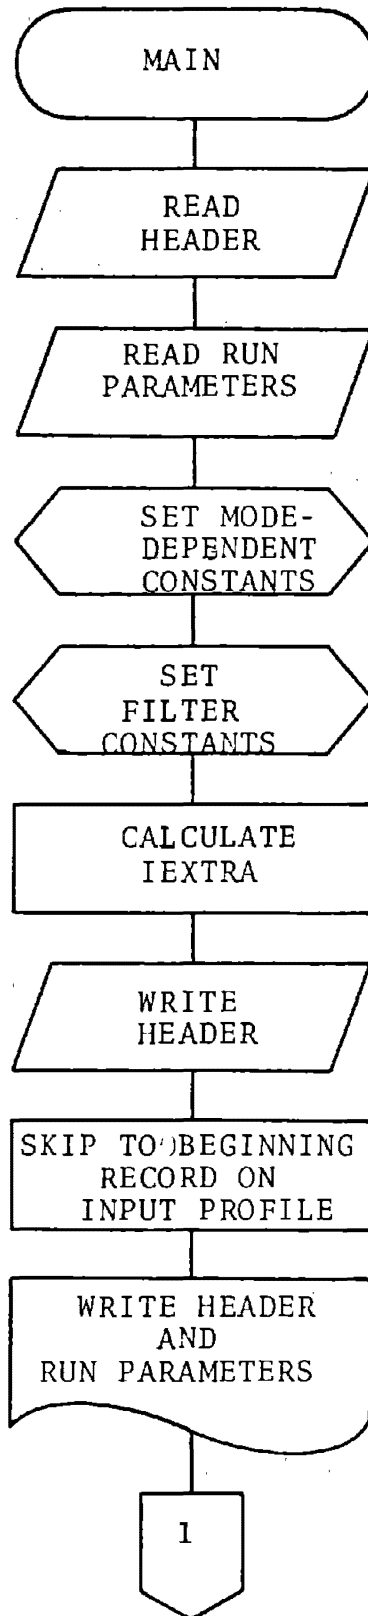 MAIN
READ
HEADER
READ RUN
PARAMETERS
SET MODE-
DEPENDENT
CONSTANTS
SET
FILTER
CONSTANTS
CALCULATE
IEXTRA
WRITE
HEADER
SKIP TO BEGINNING
RECORD ON
INPUT PROFILE
WRITE HEADER
AND
RUN PARAMETERS
1